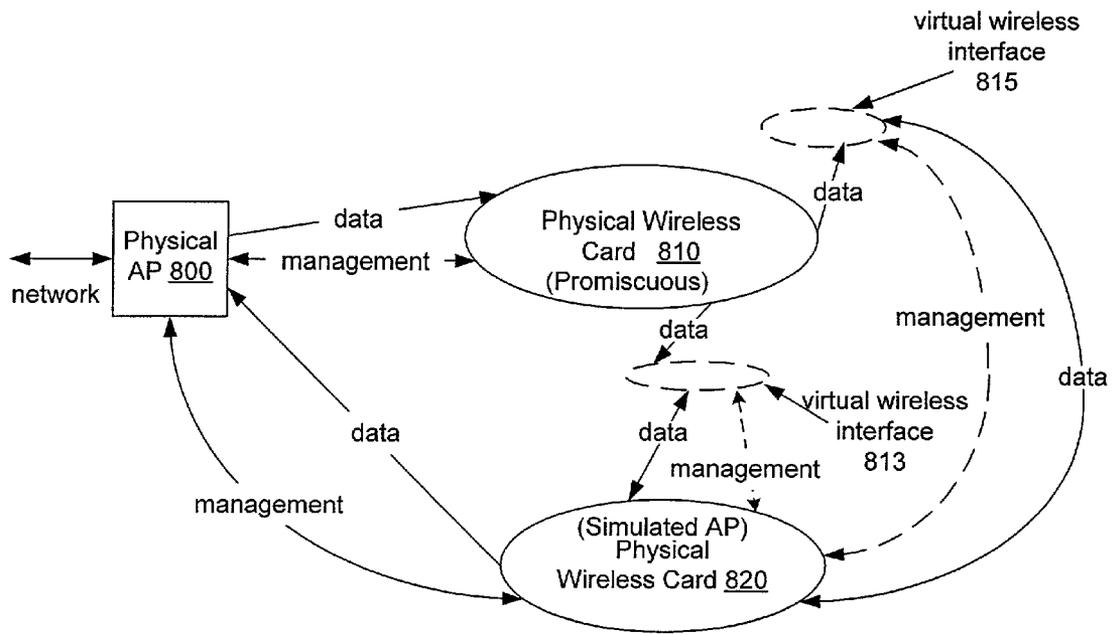 virtual wireless
interface
815
data
Physical Wireless
Card 810
(Promiscuous)
data
Physical
AP 800
management
network
data
management
data
virtual wireless
interface
813
data
data
management
management
(Simulated AP)
Physical
Wireless Card 820